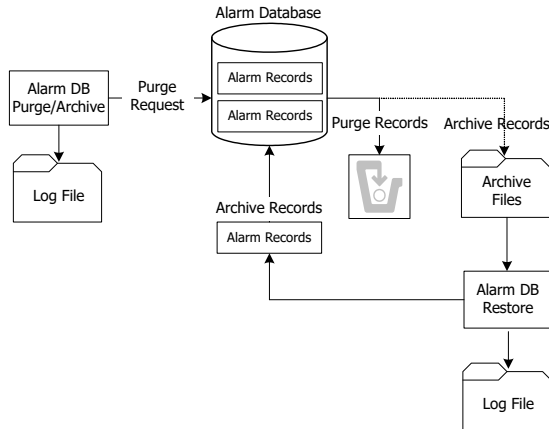 Alarm Database
Alarm Records
Alarm Records
Alarm DB
Purge/Archive
Purge
Request
Purge Records
Archive Records
Log File
Archive
Files
Archive Records
Alarm Records
Alarm DB
Restore
Log File